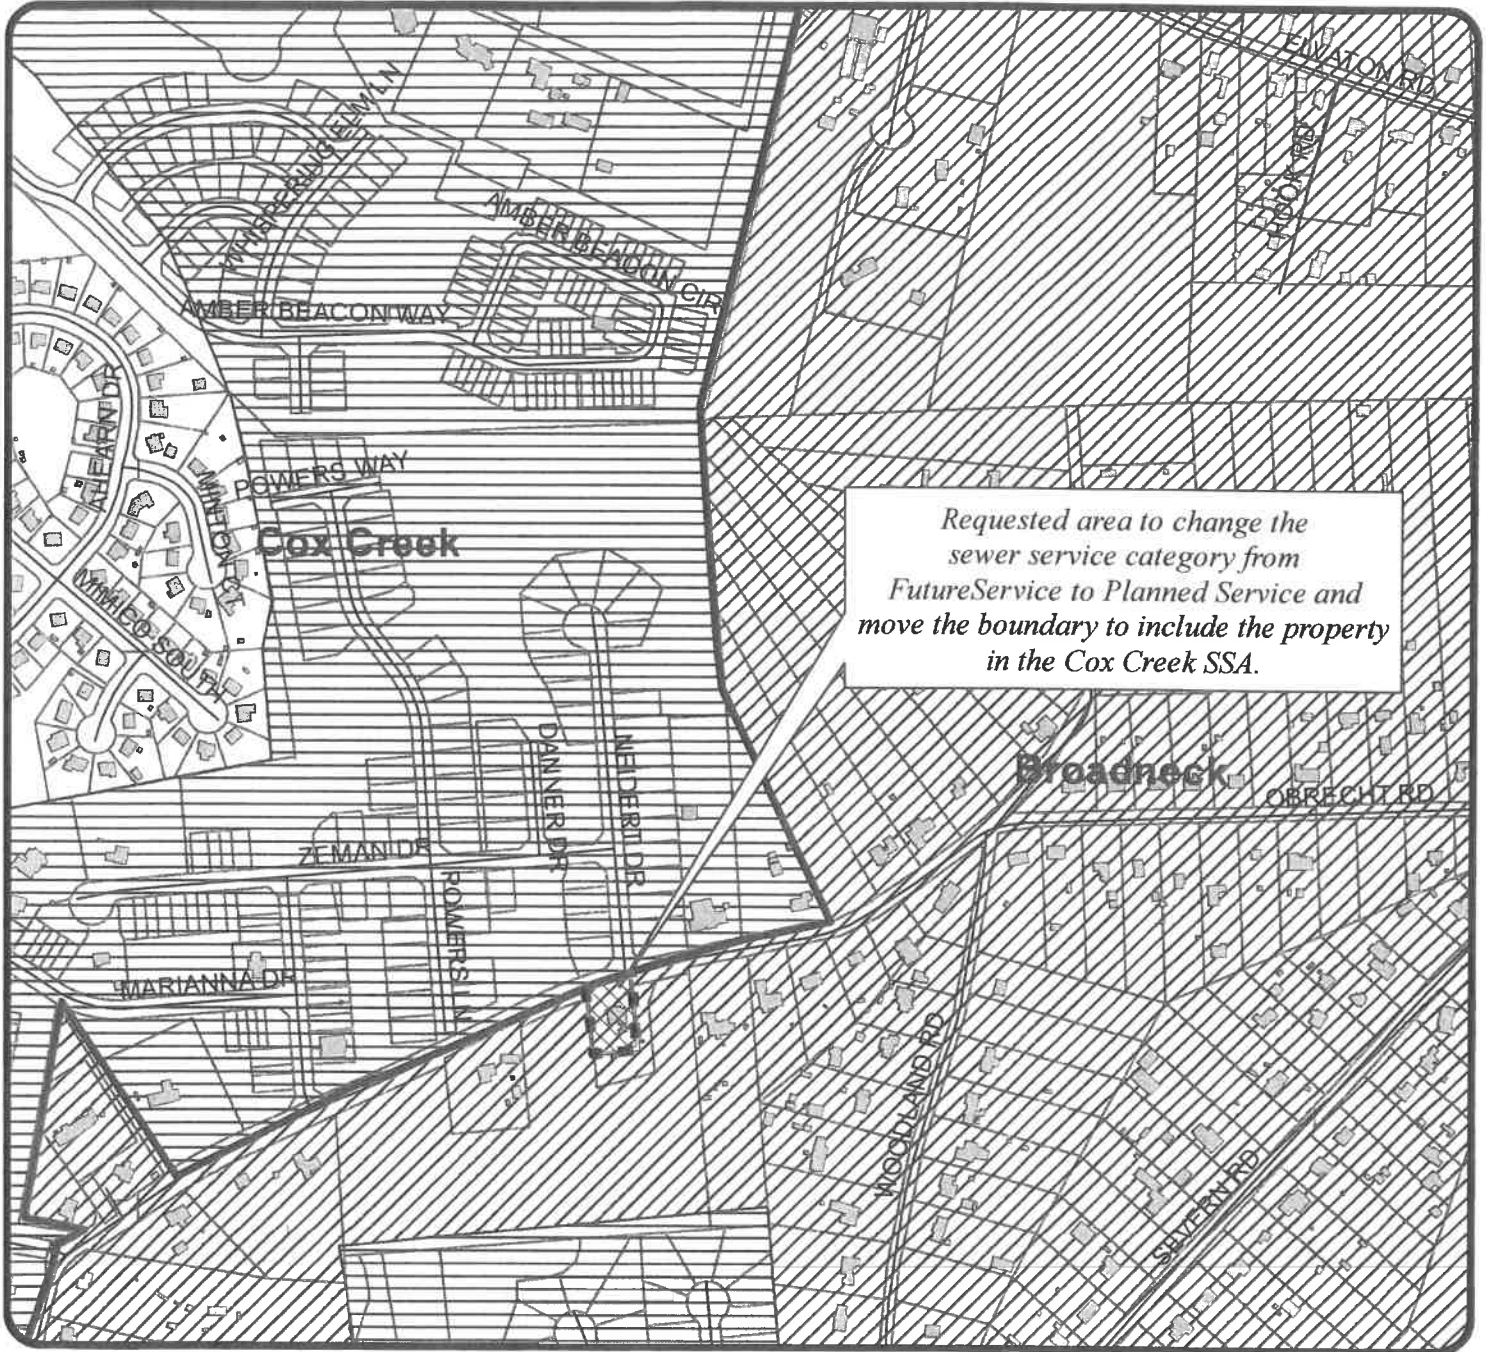 ELVATON RD
HOOK RD
WHISPERING ELM LN
AMBER BEACON CIR
AMBER BEACON WAY
AHEARN DR
MINTON CT
POWERS WAY
Cox Creek
Requested area to change the
sewer service category from
FutureService to Planned Service and
move the boundary to include the property
in the Cox Creek SSA.
MIMICO SOUTH
DANNER DR
NEIDERT DR
Broadneck
OBRECHT RD
ZEMAN DR
POWERS LN
MARIANNA DR
WOODLAND RD
SEVERN RD